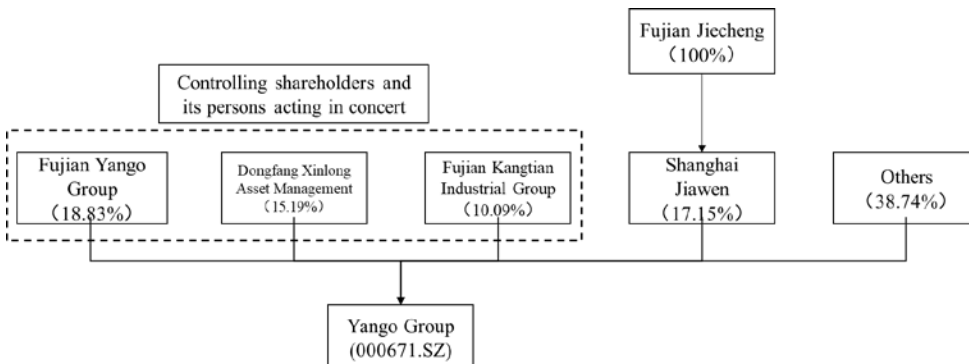 Fujian Jiecheng
（100%）
Controlling shareholders and
its persons acting in concert
Fujian Yango
Group
（18.83%）
Dongfang Xinlong
Asset Management
（15.19%）
Fujian Kangtian
Industrial Group
（10.09%）
Shanghai
Jiawen
（17.15%）
Others
（38.74%）
Yango Group
(000671.SZ)